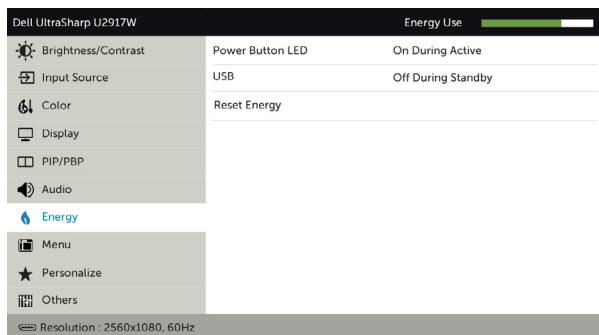 Dell UltraSharp U2917W Energy Use
Brightness/Contrast Power Button LED On During Active
Input Source USB Off During Standby
Color Reset Energy
Display
PIP/PBP
Audio
Energy
Menu
Personalize
Others
Resolution : 2560x1080, 60Hz